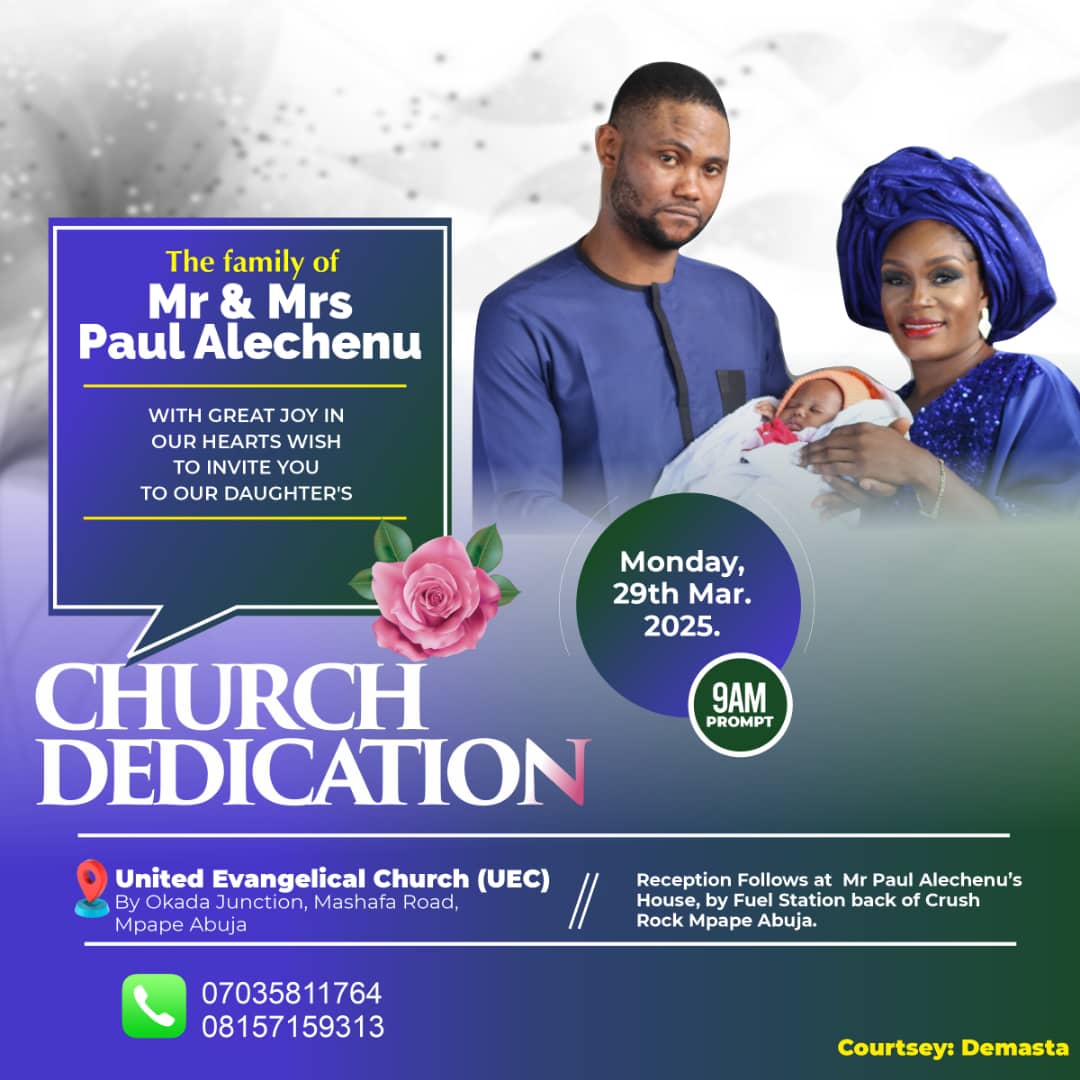 The family of
Mr & Mrs
Paul Alechenu
WITH GREAT JOY IN
OUR HEARTS WISH
TO INVITE YOU
TO OUR DAUGHTER'S
CHURCH
DEDICATION
Monday,
29th Mar.
2025.
9AM
PROMPT
United Evangelical Church (UEC)
By Okada Junction, Mashafa Road,
Mpape Abuja
//
Reception Follows at Mr Paul Alechenu's
House, by Fuel Station back of Crush
Rock Mpape Abuja.
07035811764
08157159313
Courtsey: Demasta